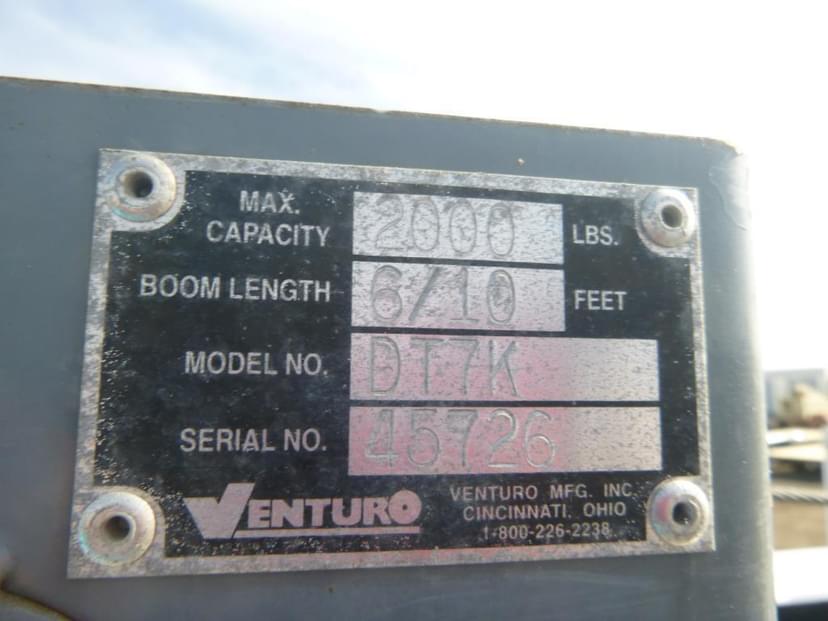 MAX. CAPACITY 2000 LBS.
BOOM LENGTH 6/10 FEET
MODEL NO. DT7K
SERIAL NO. 45726
VENTURO
VENTURO MFG. INC.
CINCINNATI, OHIO
1-800-226-2238